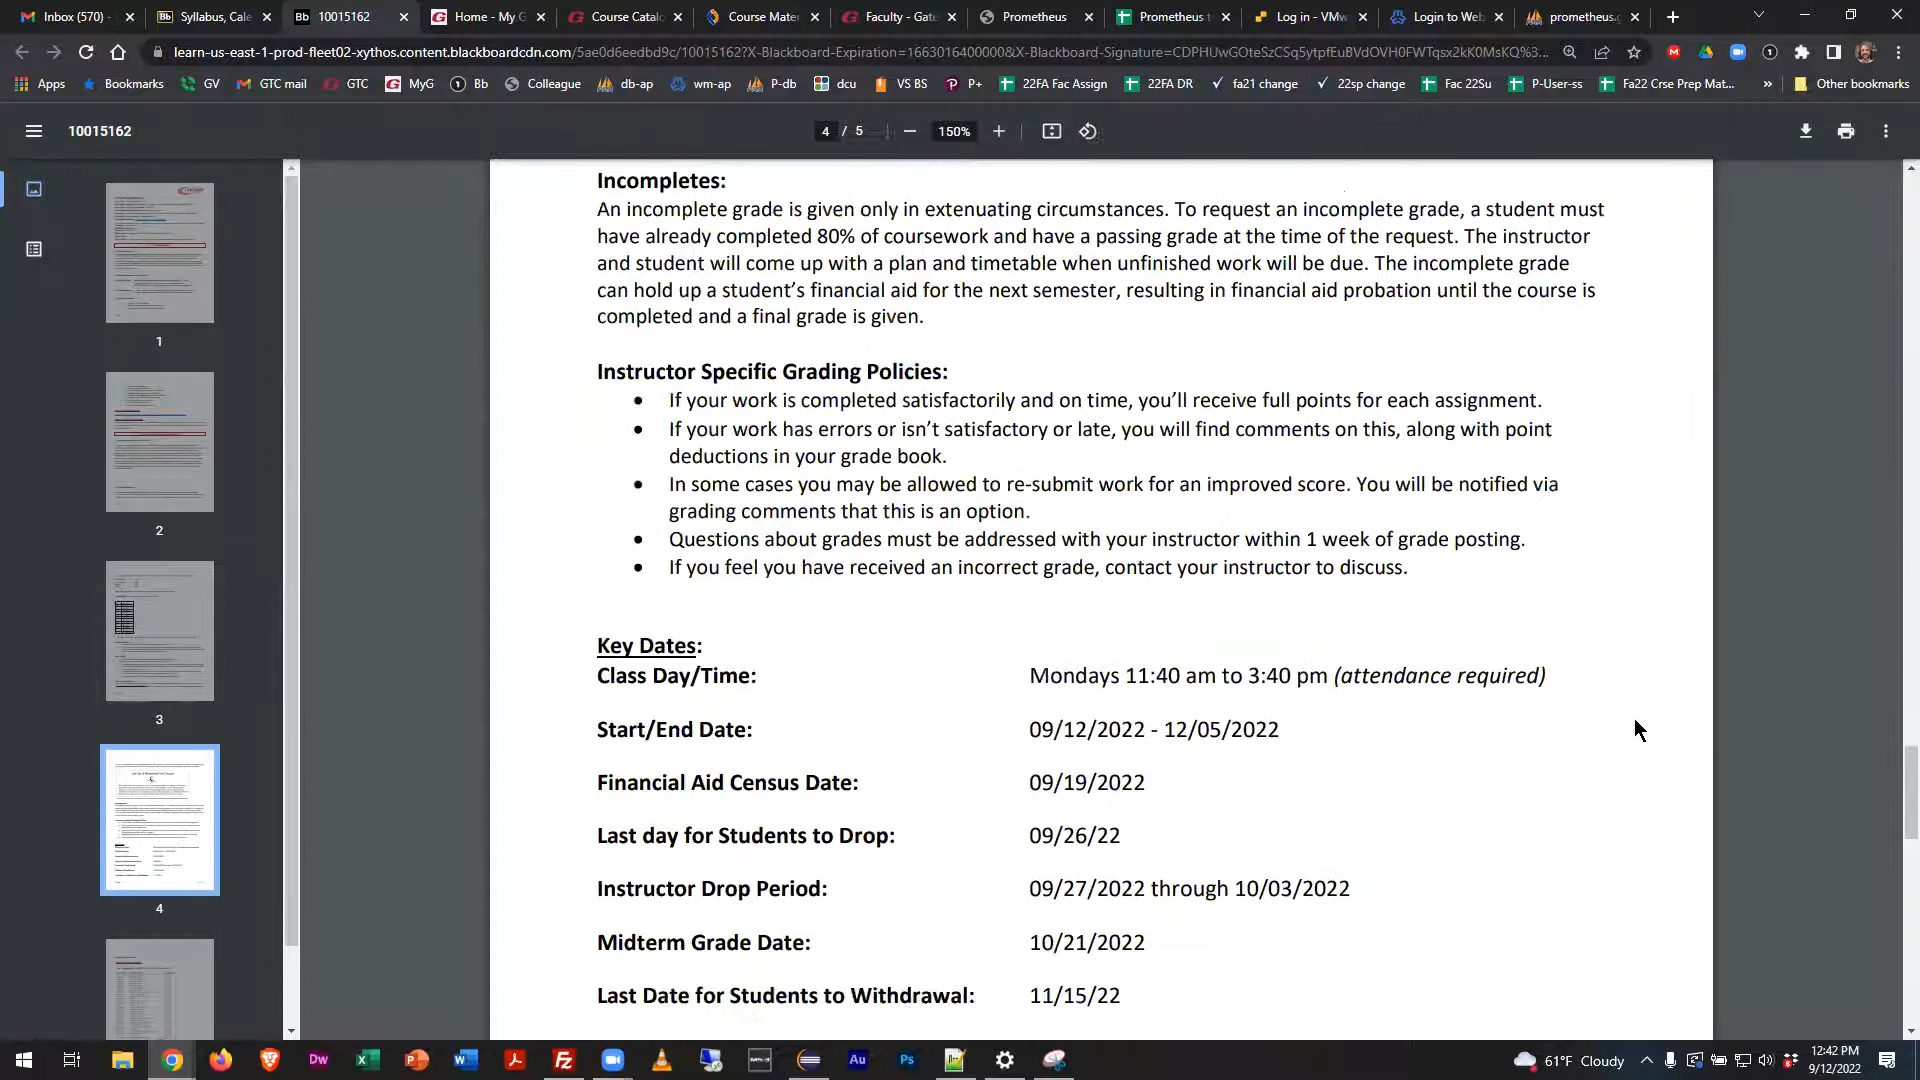 Inbox (570) -
Syllabus, Cale
10015162
Home - My G
Course Catalo
Course Mate
Faculty - Gate
Prometheus
Prometheus t
Log in - VMw
Login to Web
prometheus.g
learn-us-east-1-prod-fleet02-xythos.content.blackboardcdn.com/5ae0d6eedbd9c/10015162?X-Blackboard-Expiration=1663016400000&X-Blackboard-Signature=CDPHUwGOteSzCSq5ytpfEuBVdOVH0FWTqsx2kK0MsKQ%3...
Apps
Bookmarks
GV
GTC mail
GTC
MyG
Bb
Colleague
db-ap
wm-ap
P-db
dcu
VS BS
P+
22FA Fac Assign
22FA DR
fa21 change
22sp change
Fac 22Su
P-User-ss
Fa22 Crse Prep Mat...
»
Other bookmarks
10015162
4 / 5
150%
1
2
3
4
Incompletes:
An incomplete grade is given only in extenuating circumstances. To request an incomplete grade, a student must
have already completed 80% of coursework and have a passing grade at the time of the request. The instructor
and student will come up with a plan and timetable when unfinished work will be due. The incomplete grade
can hold up a student’s financial aid for the next semester, resulting in financial aid probation until the course is
completed and a final grade is given.
Instructor Specific Grading Policies:
• If your work is completed satisfactorily and on time, you’ll receive full points for each assignment.
• If your work has errors or isn’t satisfactory or late, you will find comments on this, along with point
deductions in your grade book.
• In some cases you may be allowed to re-submit work for an improved score. You will be notified via
grading comments that this is an option.
• Questions about grades must be addressed with your instructor within 1 week of grade posting.
• If you feel you have received an incorrect grade, contact your instructor to discuss.
Key Dates:
Class Day/Time: Mondays 11:40 am to 3:40 pm (attendance required)
Start/End Date: 09/12/2022 - 12/05/2022
Financial Aid Census Date: 09/19/2022
Last day for Students to Drop: 09/26/22
Instructor Drop Period: 09/27/2022 through 10/03/2022
Midterm Grade Date: 10/21/2022
Last Date for Students to Withdrawal: 11/15/22
61°F Cloudy
12:42 PM
9/12/2022